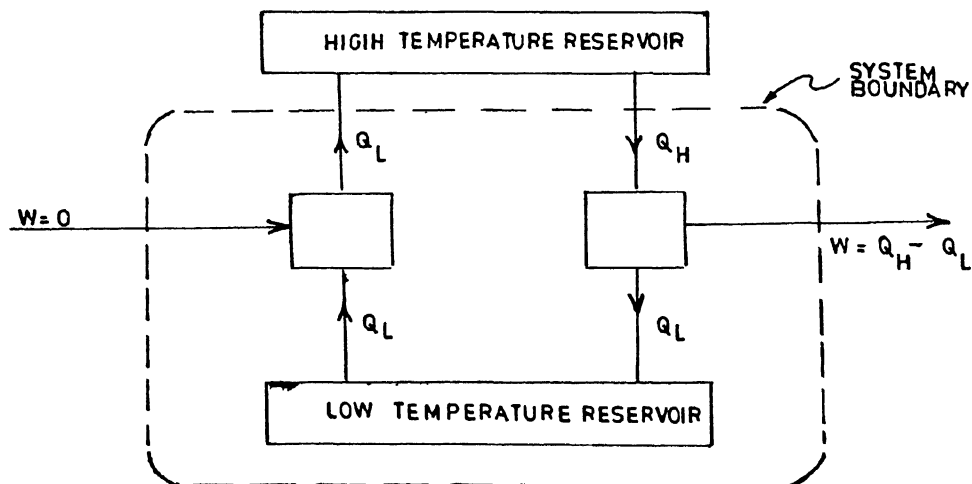 HIGIH TEMPERATURE RESERVOIR
SYSTEM
BOUNDARY
Q_L
Q_H
W=0
W= Q_H- Q_L
Q_L
Q_L
LOW TEMPERATURE RESERVOIR